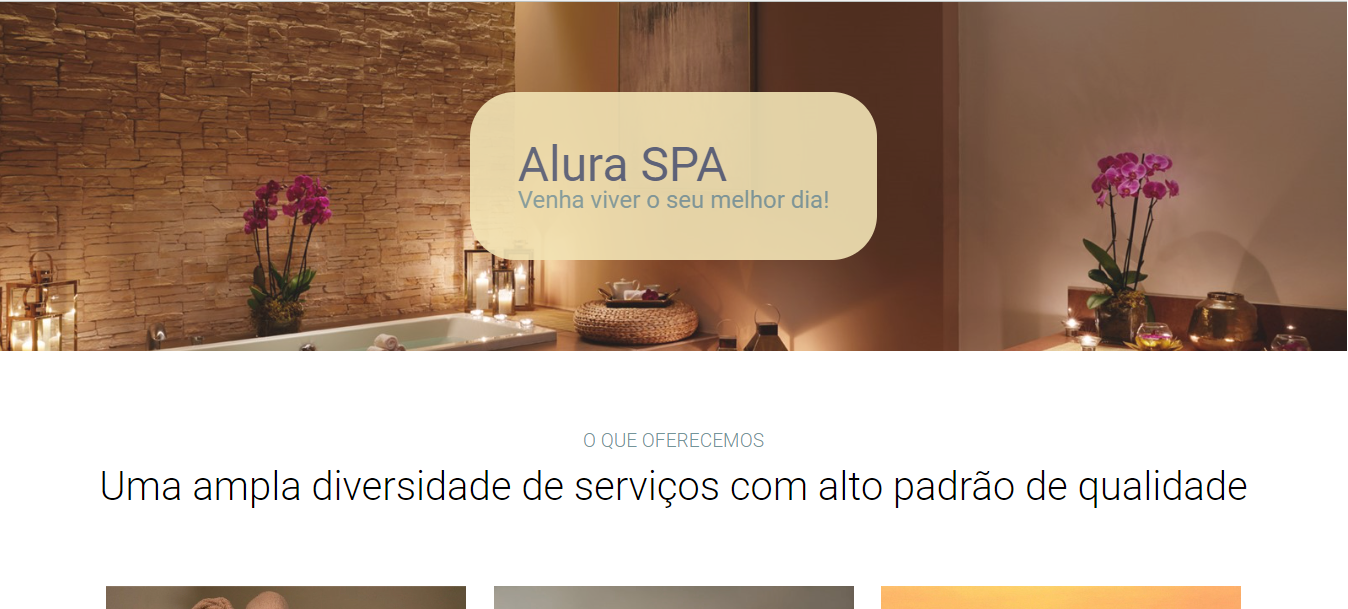 Alura SPA
Venha viver o seu melhor dia!
O QUE OFERECEMOS
Uma ampla diversidade de serviços com alto padrão de qualidade